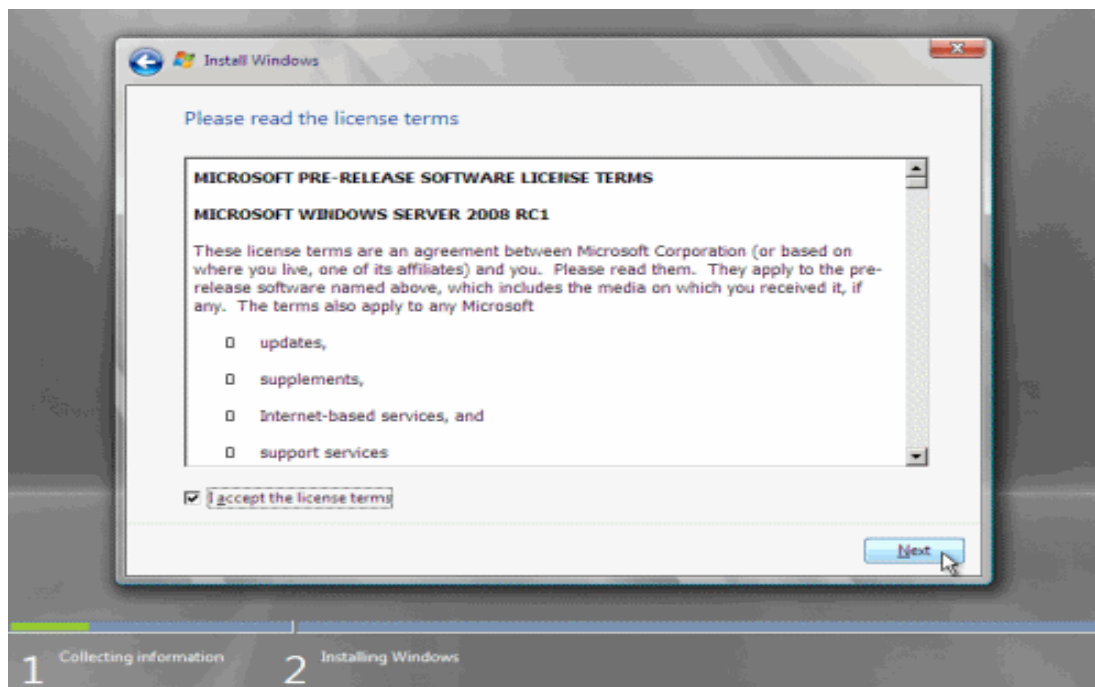 Install Windows
Please read the license terms
MICROSOFT PRE-RELEASE SOFTWARE LICENSE TERMS
MICROSOFT WINDOWS SERVER 2008 RC1
These license terms are an agreement between Microsoft Corporation (or based on
where you live, one of its affiliates) and you.  Please read them.  They apply to the pre-
release software named above, which includes the media on which you received it, if
any.  The terms also apply to any Microsoft
updates,
supplements,
Internet-based services, and
support services
I accept the license terms
Next
1 Collecting information 2 Installing Windows